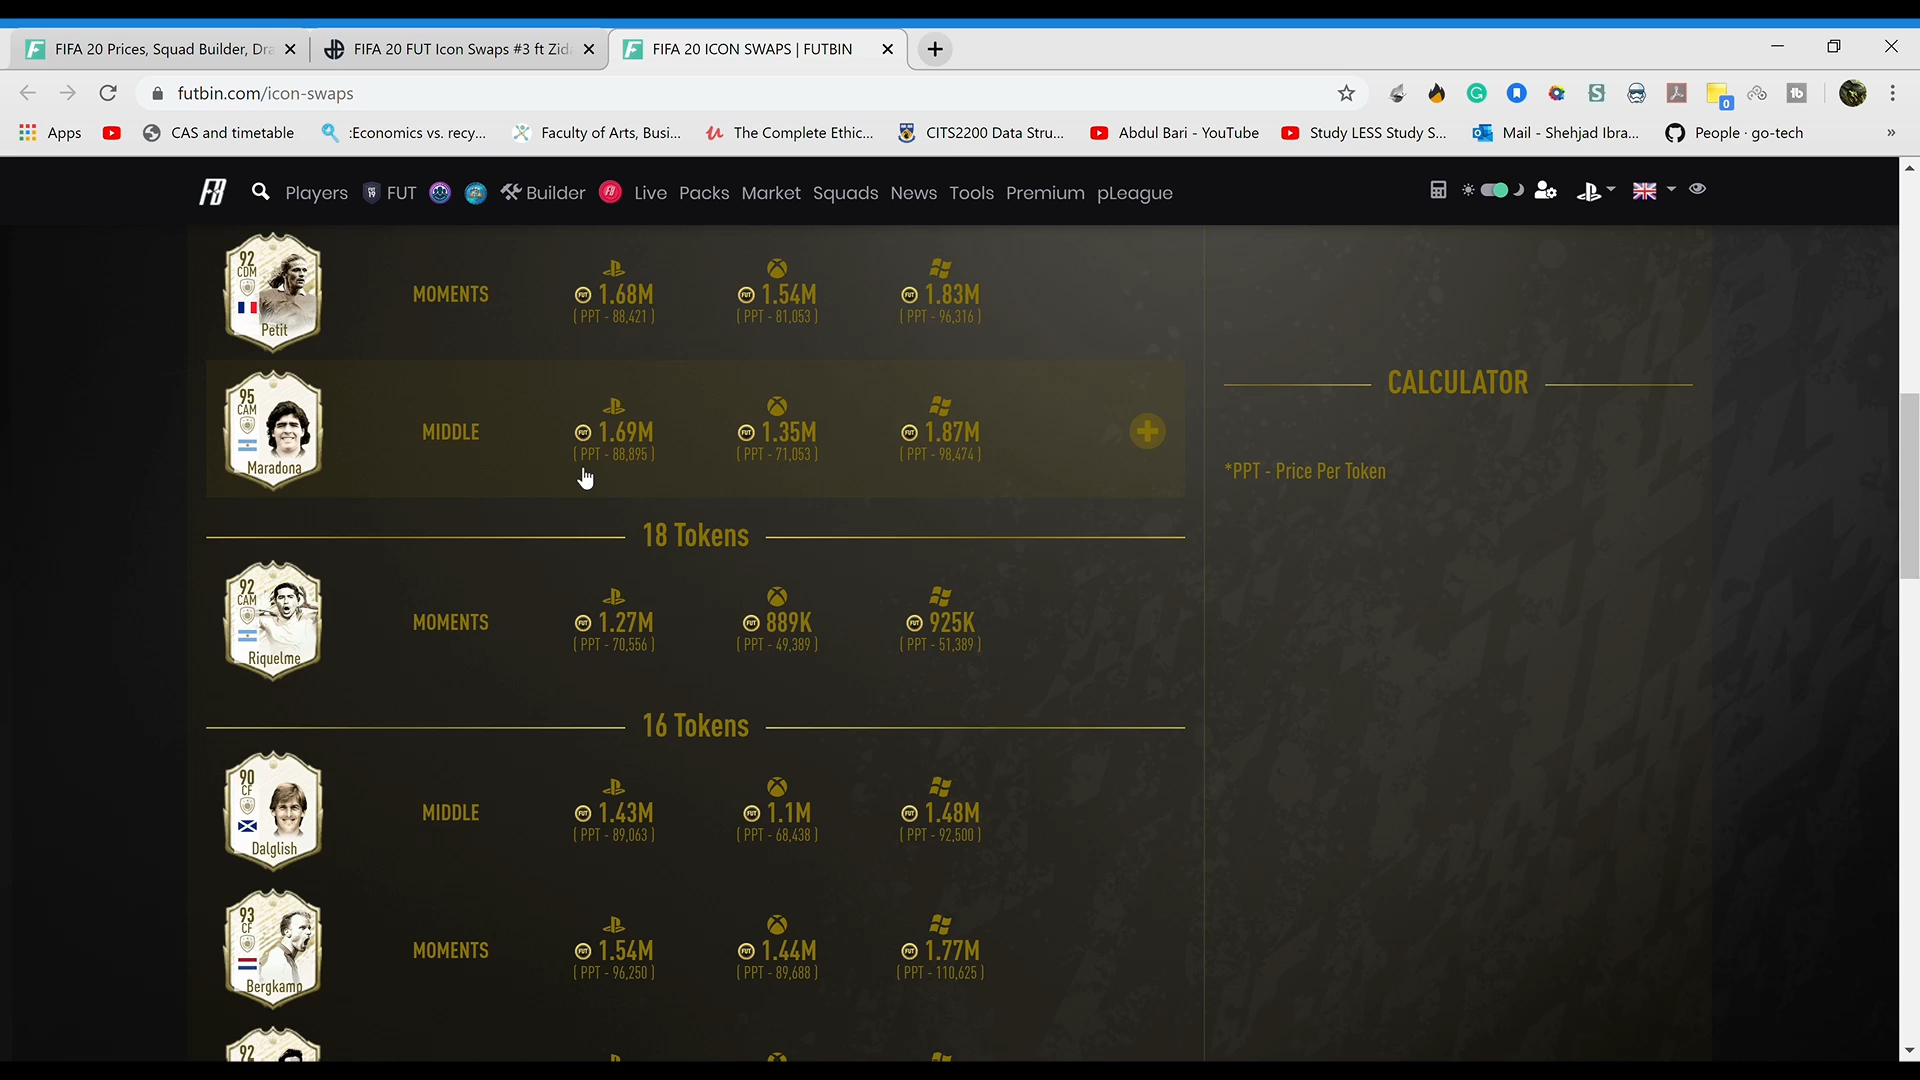 FIFA 20 Prices, Squad Builder, Dra
FIFA 20 FUT Icon Swaps #3 ft Zid
FIFA 20 ICON SWAPS | FUTBIN
futbin.com/icon-swaps
0
Apps
CAS and timetable
:Economics vs. recy...
Faculty of Arts, Busi...
The Complete Ethic...
CITS2200 Data Stru...
Abdul Bari - YouTube
Study LESS Study S...
Mail - Shehjad Ibra...
People · go-tech
»
Players
FUT
Builder
Live
Packs
Market
Squads
News
Tools
Premium
pLeague
92
CDM
Petit
MOMENTS
1.68M
( PPT - 88,421 )
1.54M
( PPT - 81,053 )
1.83M
( PPT - 96,316 )
95
CAM
Maradona
MIDDLE
1.69M
( PPT - 88,895 )
1.35M
( PPT - 71,053 )
1.87M
( PPT - 98,474 )
18 Tokens
92
CAM
Riquelme
MOMENTS
1.27M
( PPT - 70,556 )
889K
( PPT - 49,389 )
925K
( PPT - 51,389 )
16 Tokens
90
CF
Dalglish
MIDDLE
1.43M
( PPT - 89,063 )
1.1M
( PPT - 68,438 )
1.48M
( PPT - 92,500 )
93
CF
Bergkamp
MOMENTS
1.54M
( PPT - 96,250 )
1.44M
( PPT - 89,688 )
1.77M
( PPT - 110,625 )
92
CALCULATOR
*PPT - Price Per Token